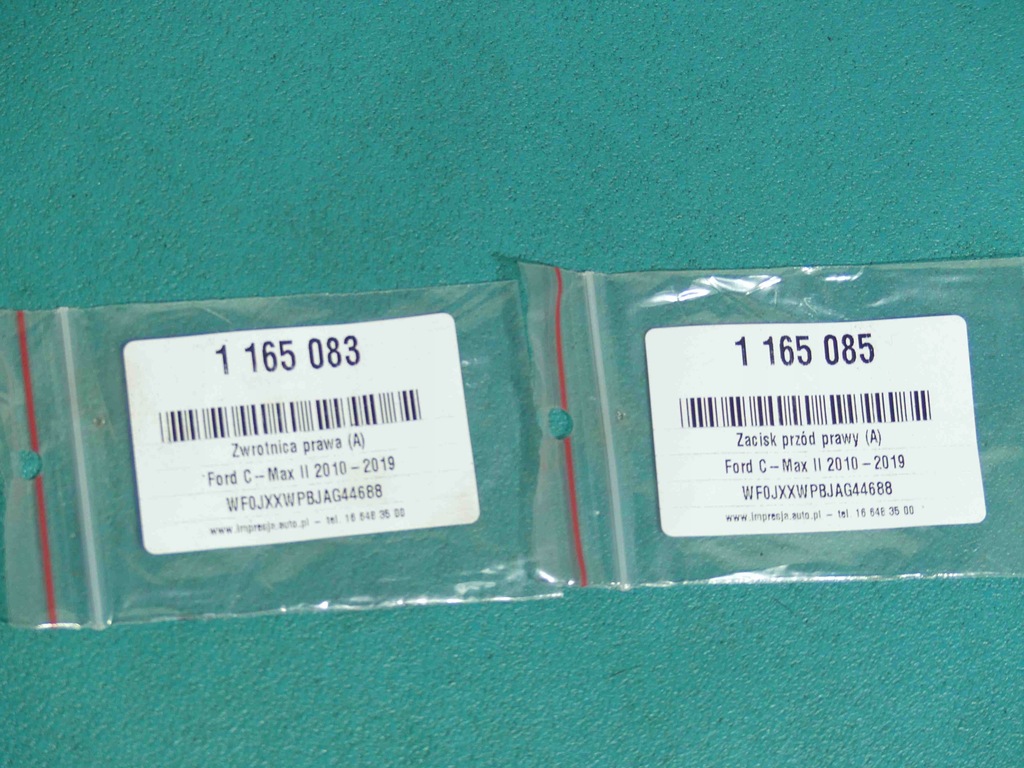 1 165 083
Zwrotnica prawa (A)
Ford C-Max II 2010-2019
WF0JXXWPBJAG44688
www.impresja.auto.pl - tel. 16 648 35 00
1 165 085
Zacisk przód prawy (A)
Ford C-Max II 2010-2019
WF0JXXWPBJAG44688
www.impresja.auto.pl - tel. 16 648 35 00